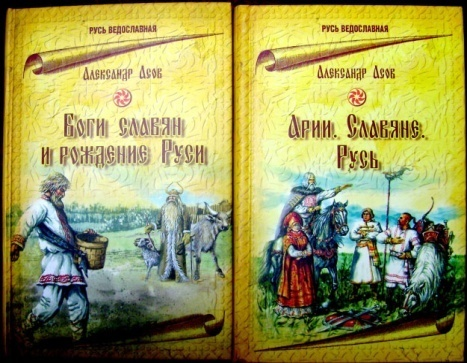 РУСЬ ВЕДОСЛАВНАЯ
Александр Асов
Боги славян
и рождение Руси
РУСЬ ВЕДОСЛАВНАЯ
Александр Асов
Арии. Славяне.
Русь